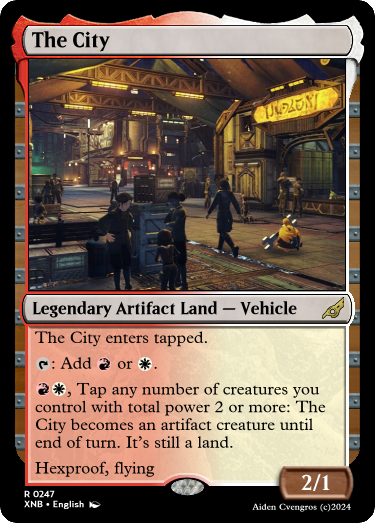 The City
Legendary Artifact Land — Vehicle
The City enters tapped.
: Add or .
, Tap any number of creatures you
control with total power 2 or more: The
City becomes an artifact creature until
end of turn. It's still a land.
Hexproof, flying
2/1
R 0247
XNB • English
Aiden Cvengros (c)2024